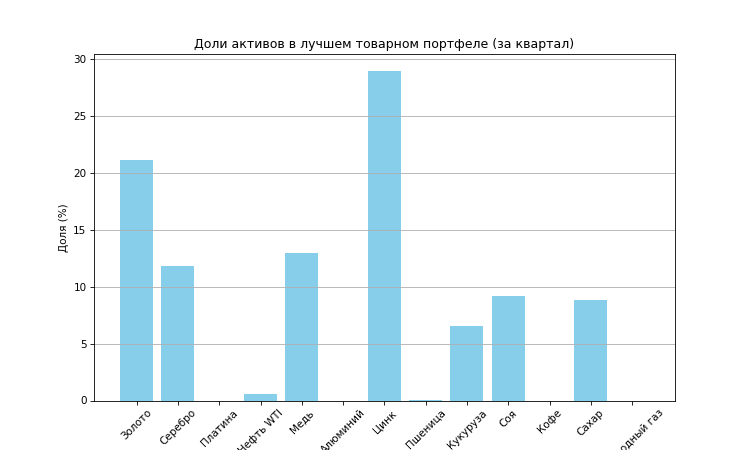 Доли активов в лучшем товарном портфеле (за квартал)
Доля (%)
30
25
20
15
10
5
0
Золото
Серебро
Платина
Нефть WTI
Медь
Алюминий
Цинк
Пшеница
Кукуруза
Соя
Кофе
Сахар
газ